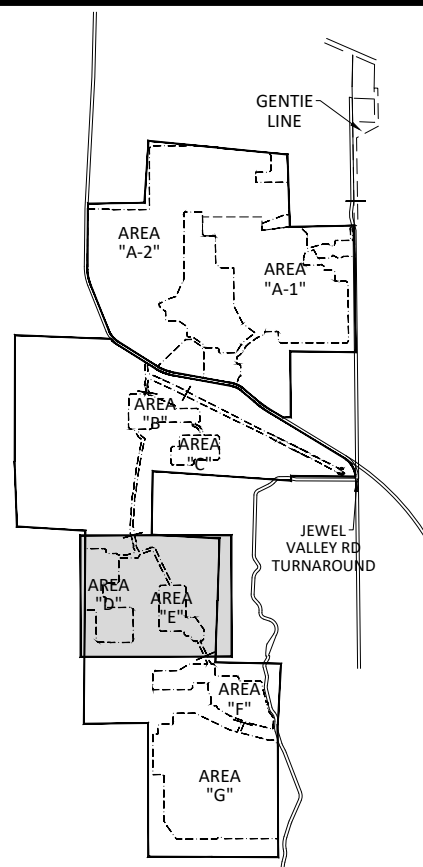 GENTIE
LINE
AREA
"A-2"
AREA
"A-1"
AREA
"B"
AREA
"C"
JEWEL
VALLEY RD
TURNAROUND
AREA
"D"
AREA
"E"
AREA
"F"
AREA
"G"